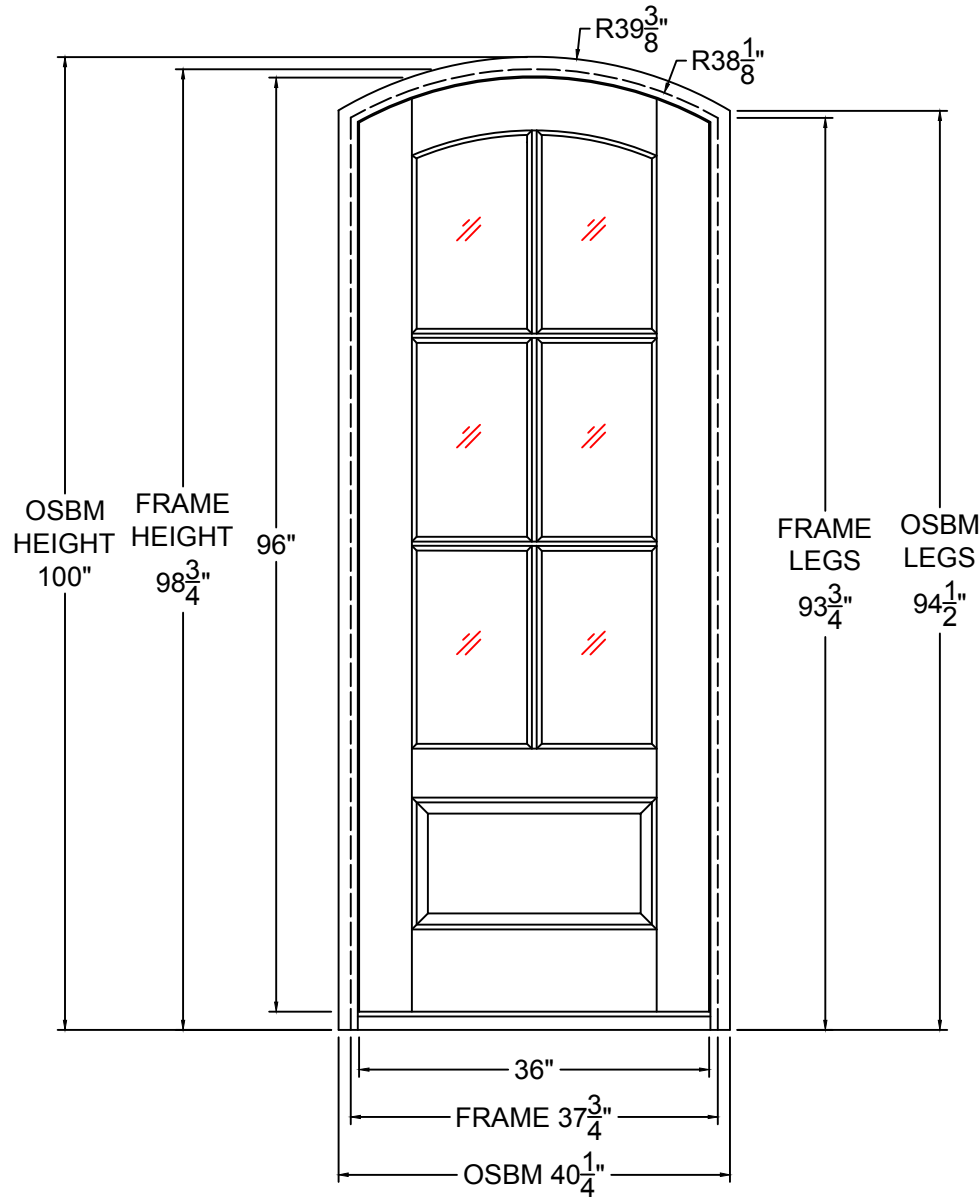 R39 3/8"
R38 1/8"
OSBM
HEIGHT
100"
FRAME
HEIGHT
98 3/4"
96"
FRAME
LEGS
93 3/4"
OSBM
LEGS
94 1/2"
36"
FRAME 37 3/4"
OSBM 40 1/4"